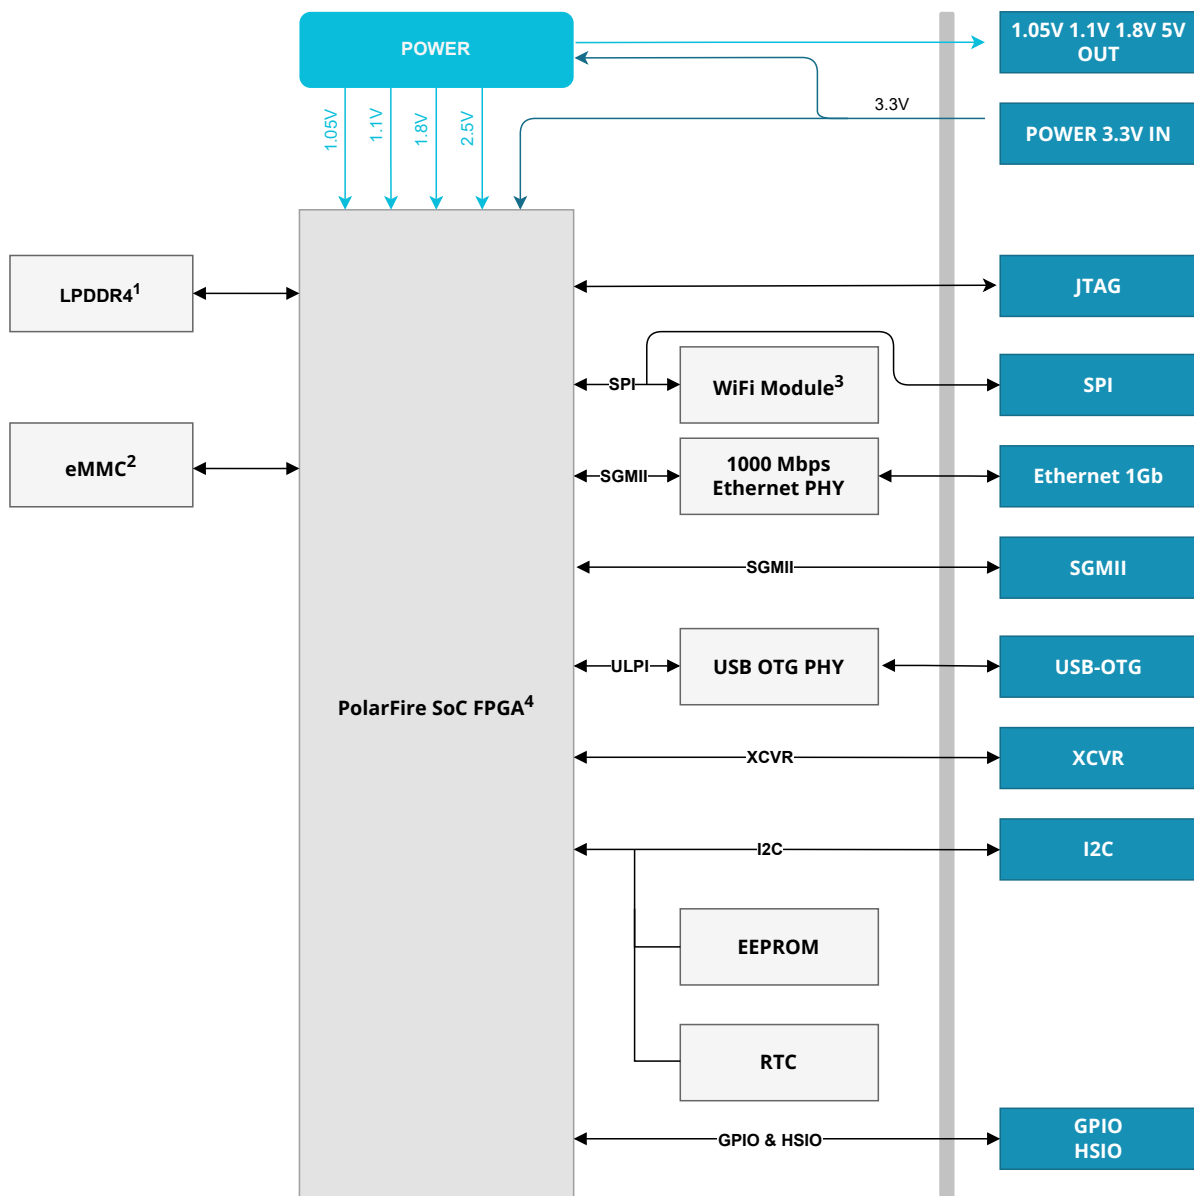 POWER
1.05V 1.1V 1.8V 5V
OUT
3.3V
POWER 3.3V IN
1.05V
1.1V
1.8V
2.5V
LPDDR4¹
JTAG
SPI
WiFi Module³
SPI
eMMC²
SGMII
1000 Mbps
Ethernet PHY
Ethernet 1Gb
SGMII
SGMII
ULPI
USB OTG PHY
USB-OTG
PolarFire SoC FPGA⁴
XCVR
XCVR
I2C
I2C
EEPROM
RTC
GPIO & HSIO
GPIO
HSIO